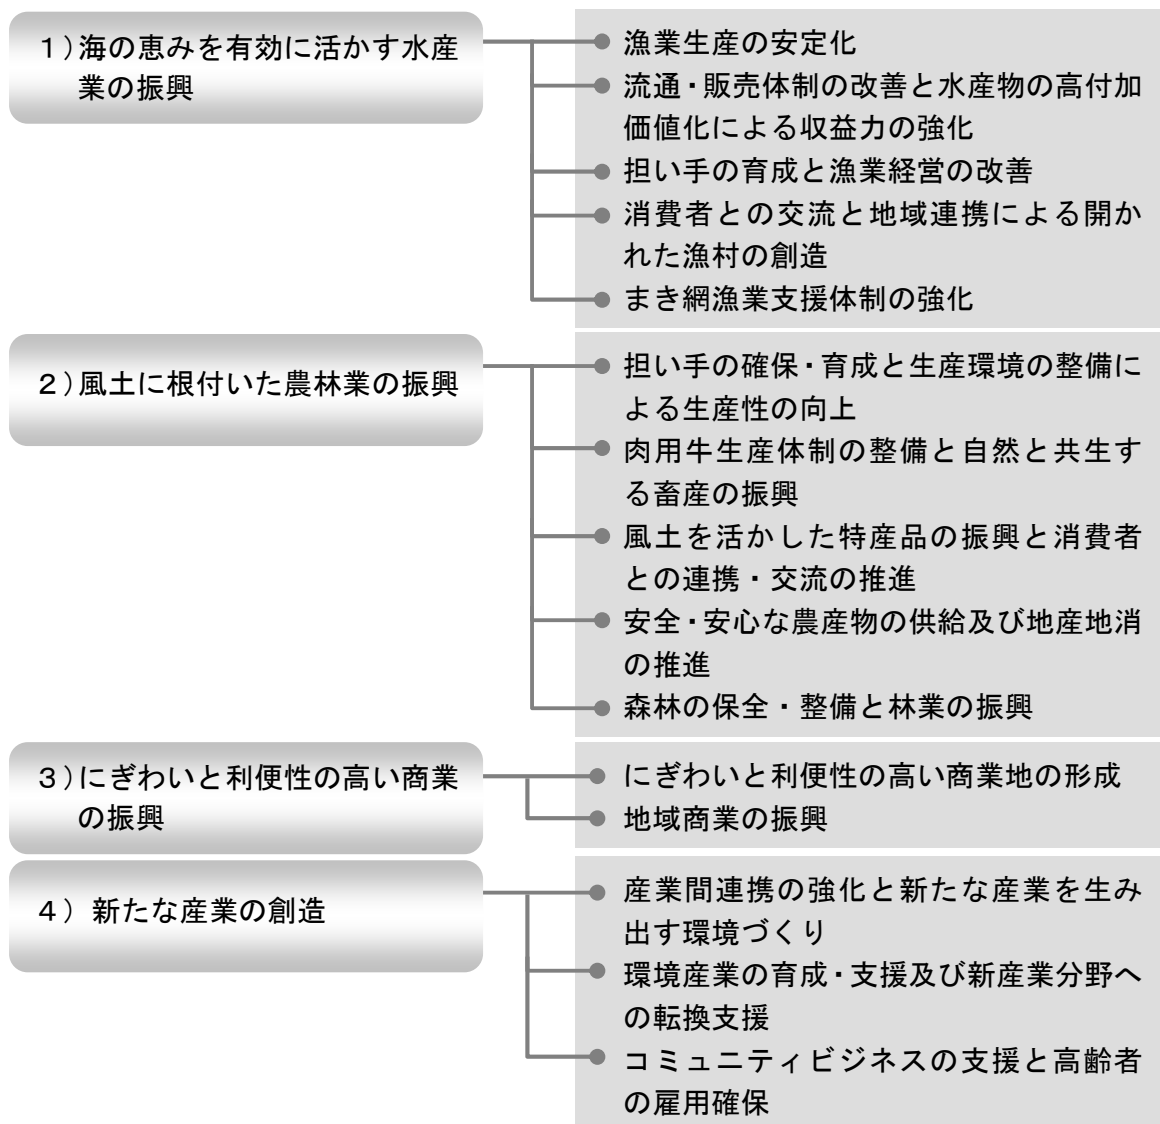 １）海の恵みを有効に活かす水産
業の振興
漁業生産の安定化
流通・販売体制の改善と水産物の高付加
価値化による収益力の強化
担い手の育成と漁業経営の改善
消費者との交流と地域連携による開か
れた漁村の創造
まき網漁業支援体制の強化
２）風土に根付いた農林業の振興
担い手の確保・育成と生産環境の整備に
よる生産性の向上
肉用牛生産体制の整備と自然と共生す
る畜産の振興
風土を活かした特産品の振興と消費者
との連携・交流の推進
安全・安心な農産物の供給及び地産地消
の推進
森林の保全・整備と林業の振興
３）にぎわいと利便性の高い商業
の振興
にぎわいと利便性の高い商業地の形成
地域商業の振興
４）新たな産業の創造
産業間連携の強化と新たな産業を生み
出す環境づくり
環境産業の育成・支援及び新産業分野へ
の転換支援
コミュニティビジネスの支援と高齢者
の雇用確保